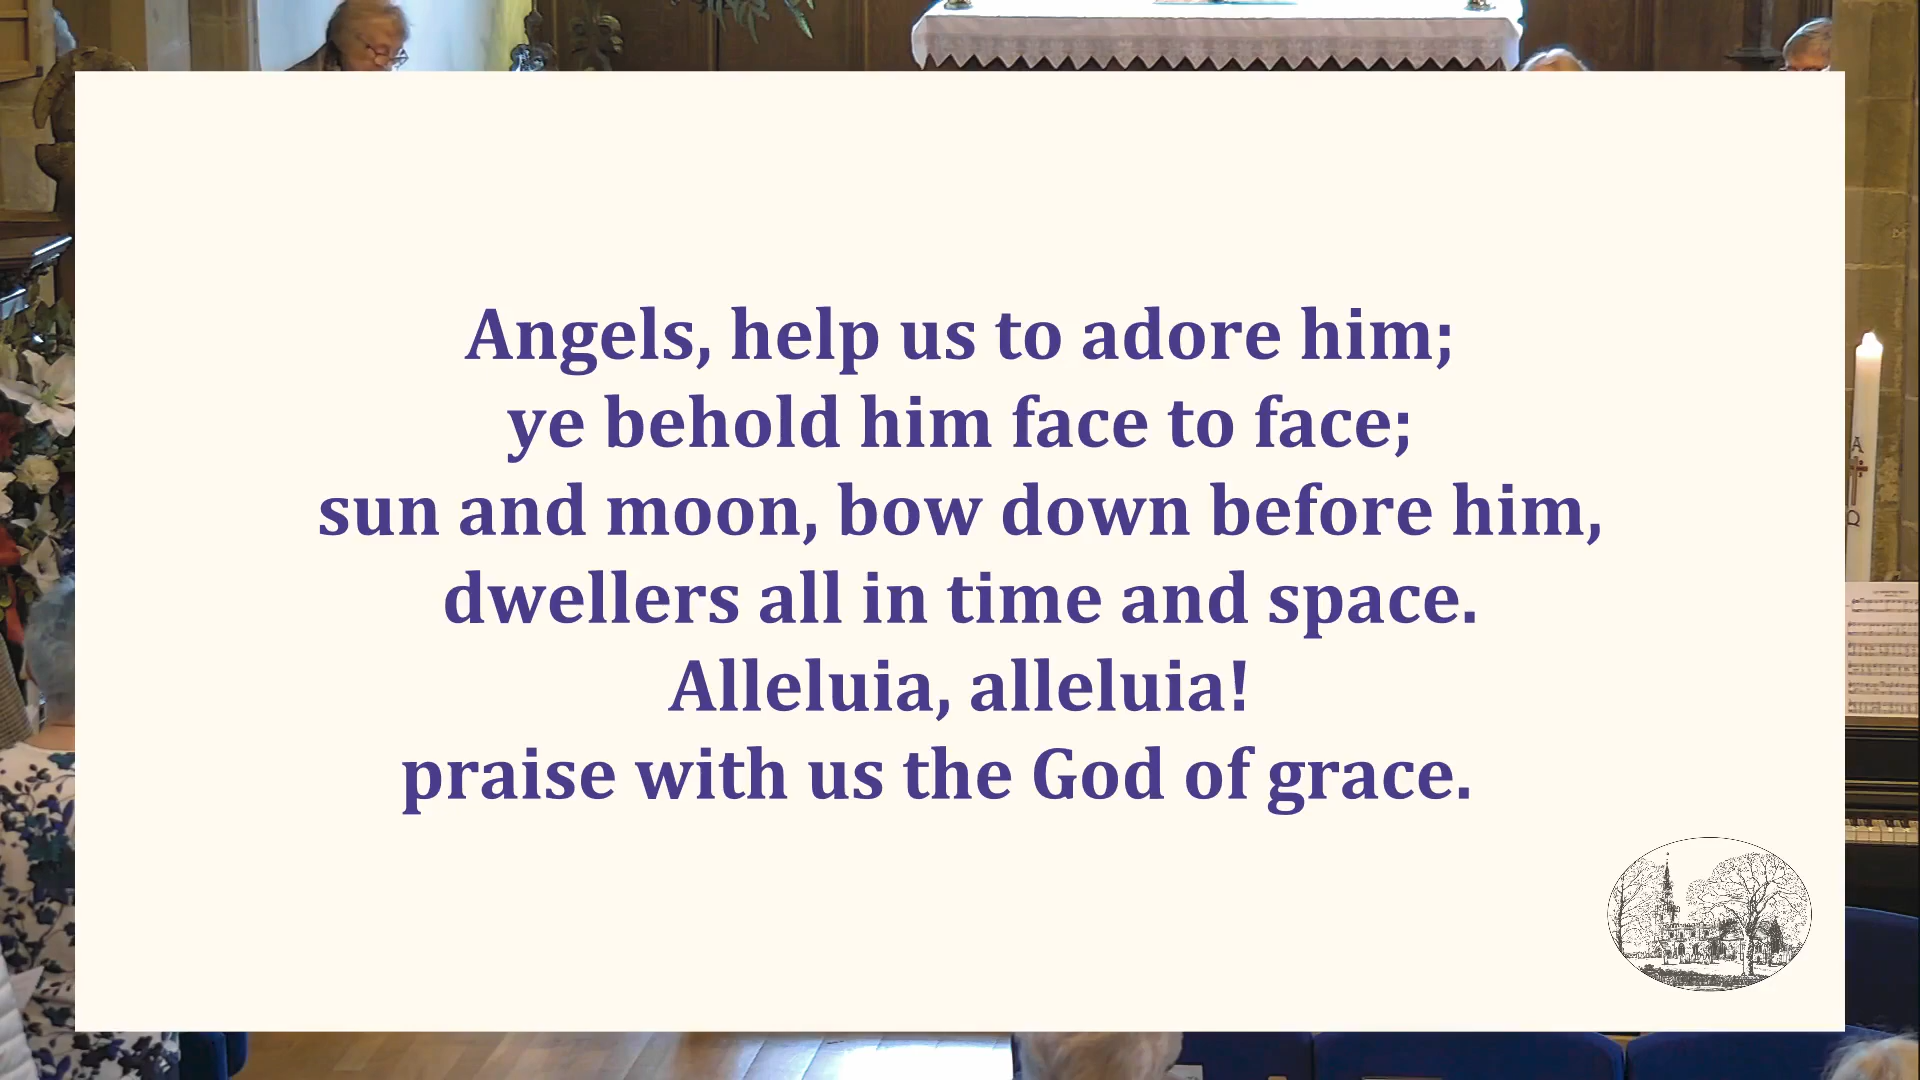 Angels, help us to adore him;
ye behold him face to face;
sun and moon, bow down before him,
dwellers all in time and space.
Alleluia, alleluia!
praise with us the God of grace.
Α
Ω